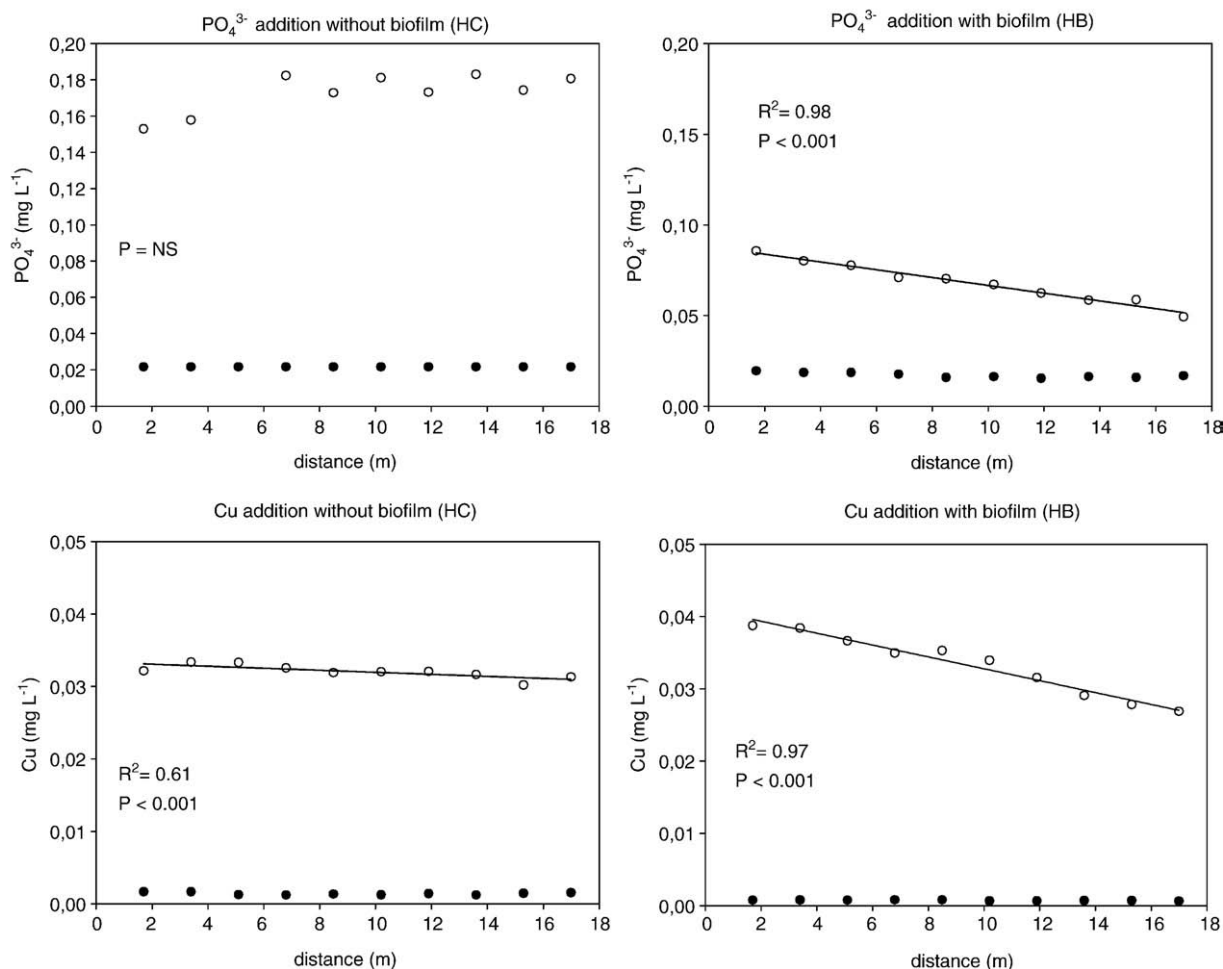 PO₄³⁻ addition without biofilm (HC)
0,20
0,18
0,16
0,14
0,12
0,10
0,08
0,06
0,04
0,02
0,00
PO₄³⁻ (mg L⁻¹)
P = NS
0 2 4 6 8 10 12 14 16 18
distance (m)
PO₄³⁻ addition with biofilm (HB)
0,20
0,15
0,10
0,05
0,00
PO₄³⁻ (mg L⁻¹)
R²= 0.98
P < 0.001
0 2 4 6 8 10 12 14 16 18
distance (m)
Cu addition without biofilm (HC)
0,05
0,04
0,03
0,02
0,01
0,00
Cu (mg L⁻¹)
R²= 0.61
P < 0.001
0 2 4 6 8 10 12 14 16 18
distance (m)
Cu addition with biofilm (HB)
0,05
0,04
0,03
0,02
0,01
0,00
Cu (mg L⁻¹)
R²= 0.97
P < 0.001
0 2 4 6 8 10 12 14 16 18
distance (m)